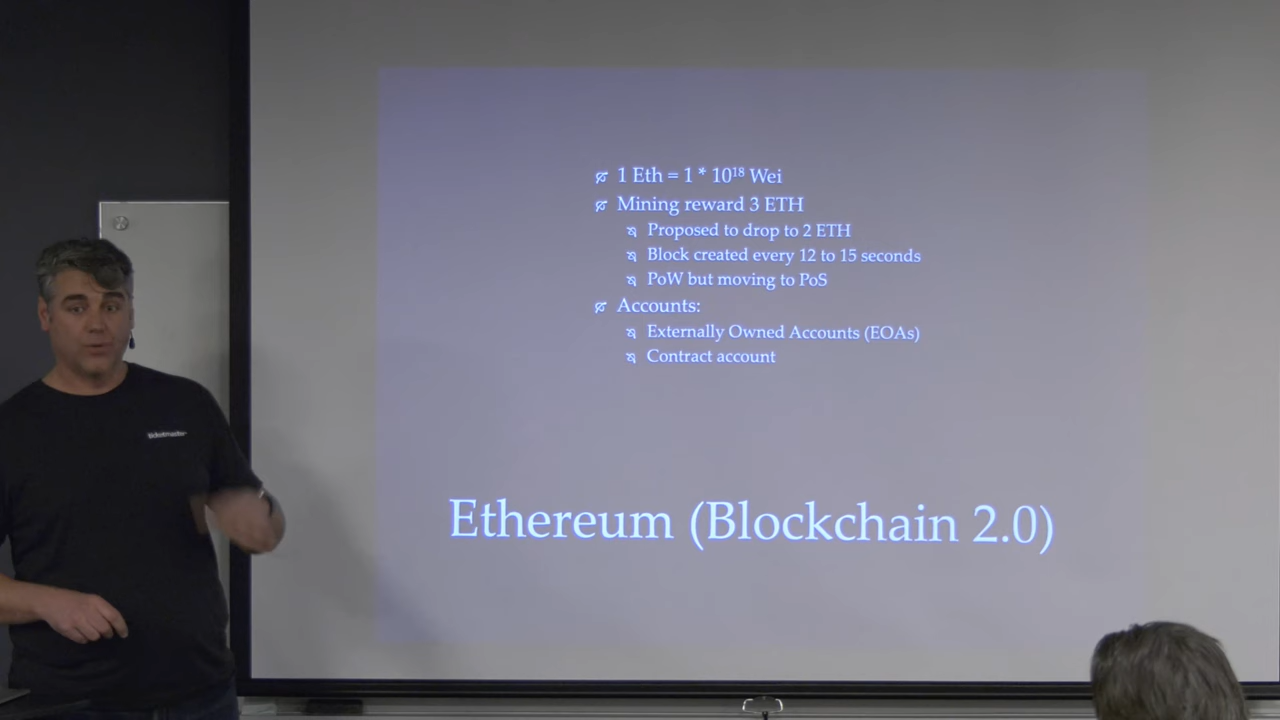 1 Eth = 1 * 10¹⁸ Wei
Mining reward 3 ETH
Proposed to drop to 2 ETH
Block created every 12 to 15 seconds
PoW but moving to PoS
Accounts:
Externally Owned Accounts (EOAs)
Contract account
Ethereum (Blockchain 2.0)
ticketmaster